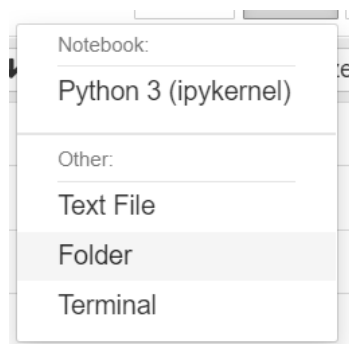 Notebook:
Python 3 (ipykernel)
Other:
Text File
Folder
Terminal